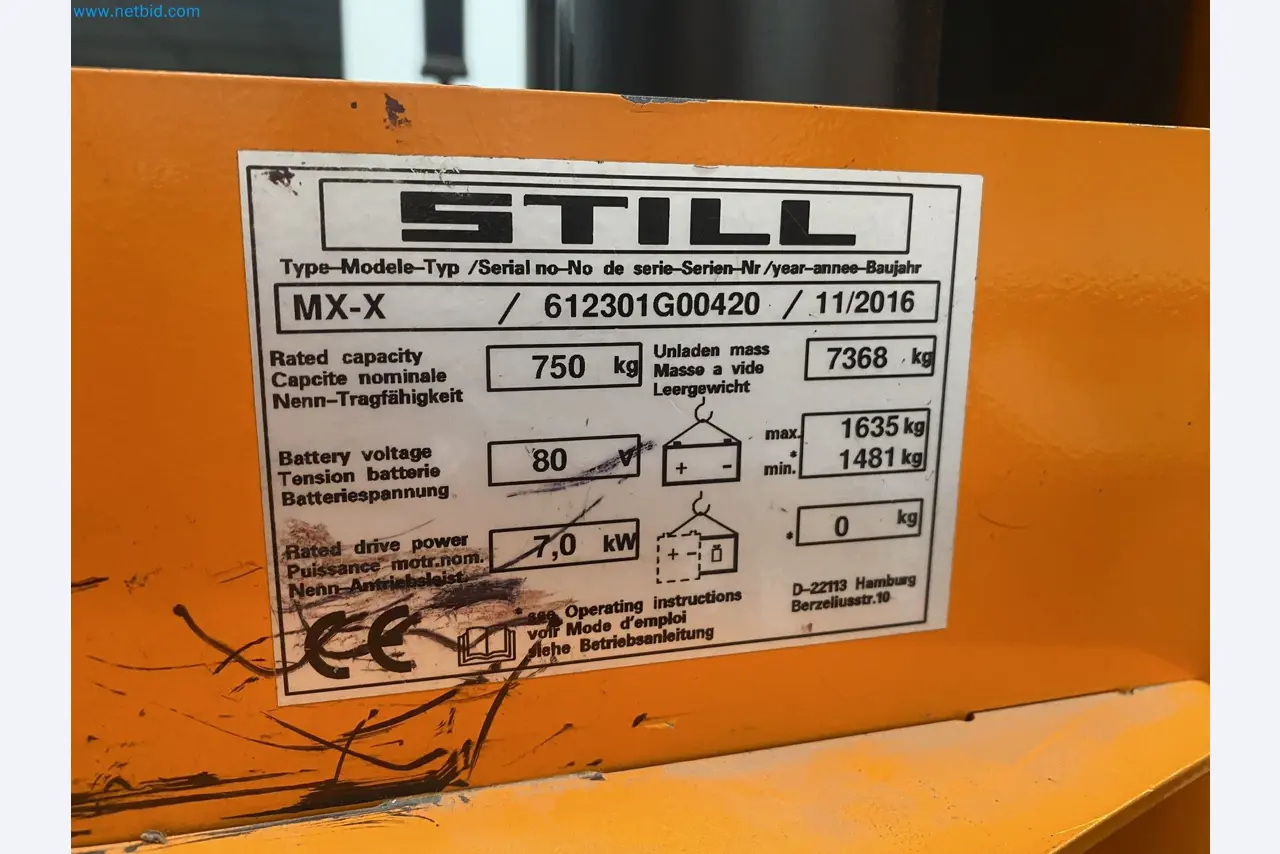 www.netbid.com
STILL
Type-Modele-Typ /Serial no-No de serie-Serien-Nr /year-annee-Baujahr
MX-X / 612301G00420 / 11/2016
Rated capacity
Capcite nominale
Nenn-Tragfähigkeit
750 kg
Unladen mass
Masse a vide
Leergewicht
7368 kg
Battery voltage
Tension batterie
Batteriespannung
80 V
+ -
max. 1635 kg
* min. 1481 kg
Rated drive power
Puissance motr.nom.
Nenn-Antriebsleist.
7,0 kW
+ -
* 0 kg
CE
* see Operating instructions
voir Mode d'emploi
siehe Betriebsanleitung
D-22113 Hamburg
Berzeliusstr.10